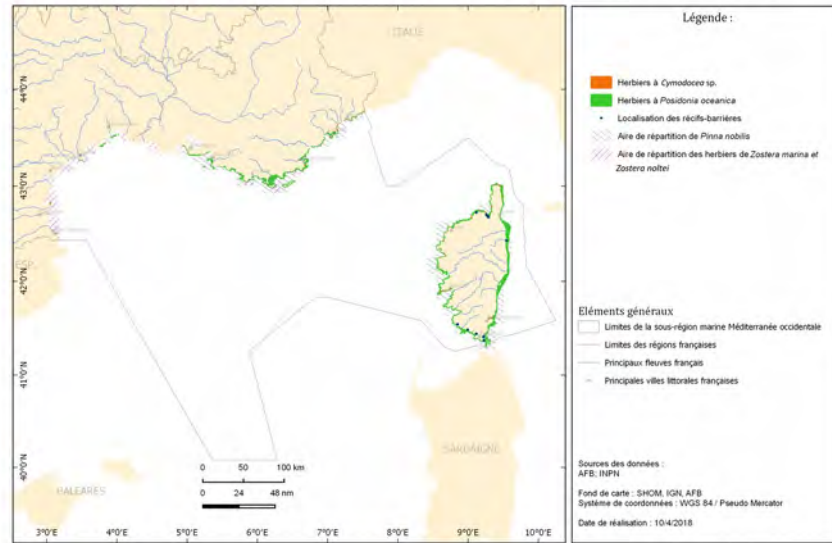 ITALIE
44°0'N
43°0'N
42°0'N
41°0'N
40°0'N
ESP
SARDAIGNE
BALEARES
0 50 100 km
0 24 48 nm
3°0'E 4°0'E 5°0'E 6°0'E 7°0'E 8°0'E 9°0'E 10°0'E
Légende :
Herbiers à Cymodocea sp.
Herbiers à Posidonia oceanica
Localisation des récifs-barrières
Aire de répartition de Pinna nobilis
Aire de répartition des herbiers de Zostera marina et
Zostera noltei
Eléments généraux
Limites de la sous-région marine Méditerranée occidentale
Limites des régions françaises
Principaux fleuves français
Principales villes littorales françaises
Sources des données :
AFB; INPN
Fond de carte : SHOM, IGN, AFB
Système de coordonnées : WGS 84 / Pseudo Mercator
Date de réalisation : 10/4/2018